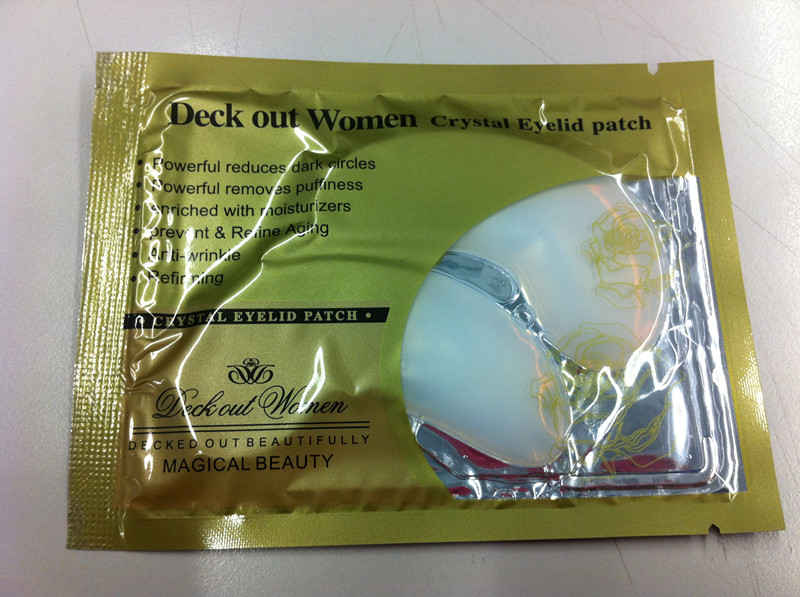 Deck out Women Crystal Eyelid patch
• Powerful reduces dark circles
• Powerful removes puffiness
• enriched with moisturizers
• prevent & Refine Aging
• Anti-wrinkle
• Refirming
• CRYSTAL EYELID PATCH •
Deck out Women
DECKED OUT BEAUTIFULLY
MAGICAL BEAUTY